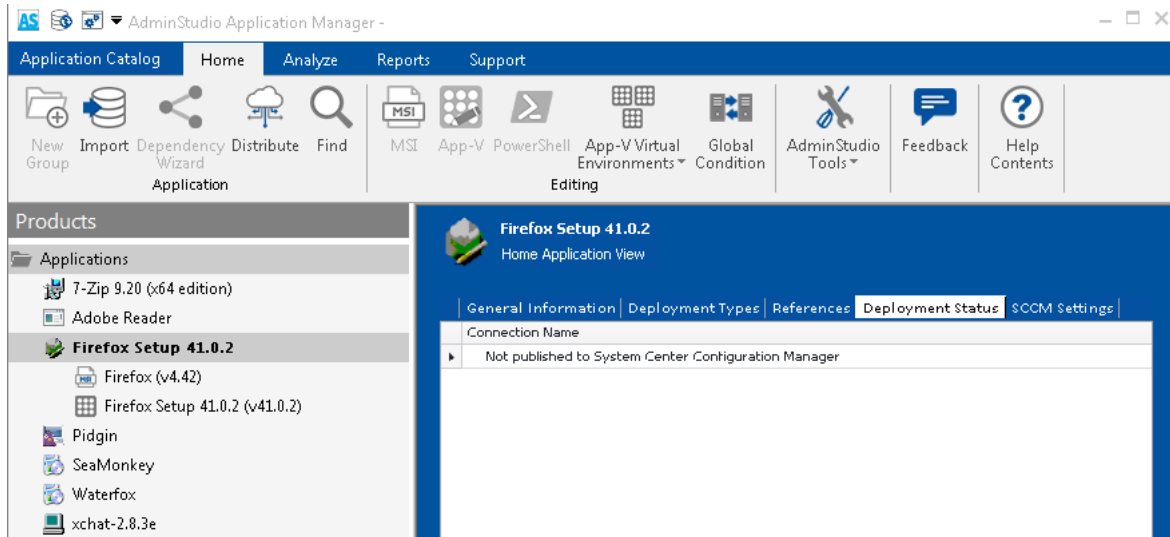 AS AdminStudio Application Manager -
Application Catalog Home Analyze Reports Support
New Group Import Dependency Wizard Distribute Find MSI MSI App-V PowerShell App-V Virtual Environments Global Condition AdminStudio Tools Feedback Help Contents
Application Editing
Products
Firefox Setup 41.0.2
Home Application View
Applications
7-Zip 9.20 (x64 edition)
Adobe Reader
Firefox Setup 41.0.2
Firefox (v4.42)
Firefox Setup 41.0.2 (v41.0.2)
Pidgin
SeaMonkey
Waterfox
xchat-2.8.3e
General Information Deployment Types References Deployment Status SCCM Settings
Connection Name
Not published to System Center Configuration Manager